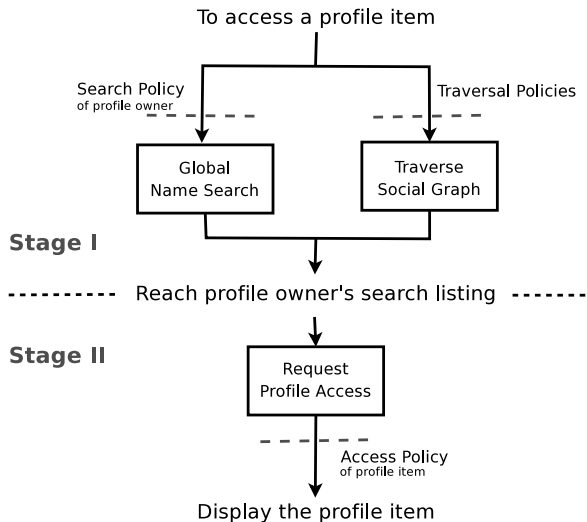 To access a profile item
Search Policy
of profile owner
Traversal Policies
Global
Name Search
Traverse
Social Graph
Stage I
Reach profile owner's search listing
Stage II
Request
Profile Access
Access Policy
of profile item
Display the profile item